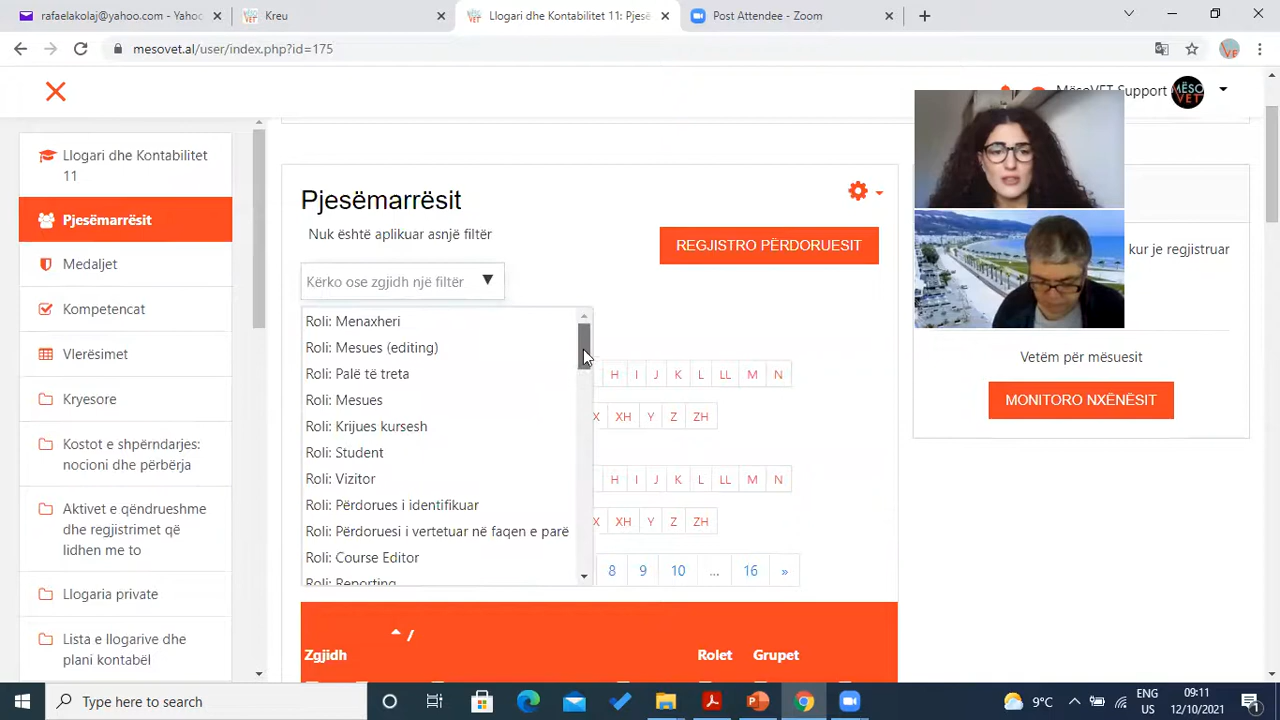 rafaelakolaj@yahoo.com - Yahoo
Kreu
Llogari dhe Kontabilitet 11: Pjesë
Post Attendee - Zoom
mesovet.al/user/index.php?id=175
MësoVET Support
MËSO
VET
Llogari dhe Kontabilitet
11
Pjesëmarrësit
Medaljet
Kompetencat
Vlerësimet
Kryesore
Kostot e shpërndarjes:
nocioni dhe përbërja
Aktivet e qëndrueshme
dhe regjistrimet që
lidhen me to
Llogaria private
Lista e llogarive dhe
plani kontabël
Pjesëmarrësit
Nuk është aplikuar asnjë filtër
REGJISTRO PËRDORUESIT
Kërko ose zgjidh një filtër ▼
Roli: Menaxheri
Roli: Mesues (editing)
Roli: Palë të treta
Roli: Mesues
Roli: Krijues kursesh
Roli: Student
Roli: Vizitor
Roli: Përdorues i identifikuar
Roli: Përdoruesi i vertetuar në faqen e parë
Roli: Course Editor
Roli: Reporting
H I J K L LL M N
X XH Y Z ZH
H I J K L LL M N
X XH Y Z ZH
8 9 10 ... 16 »
/
Zgjidh Rolet Grupet
kur je regjistruar
Vetëm për mësuesit
MONITORO NXËNËSIT
Type here to search
9°C
ENG
US
09:11
12/10/2021
1